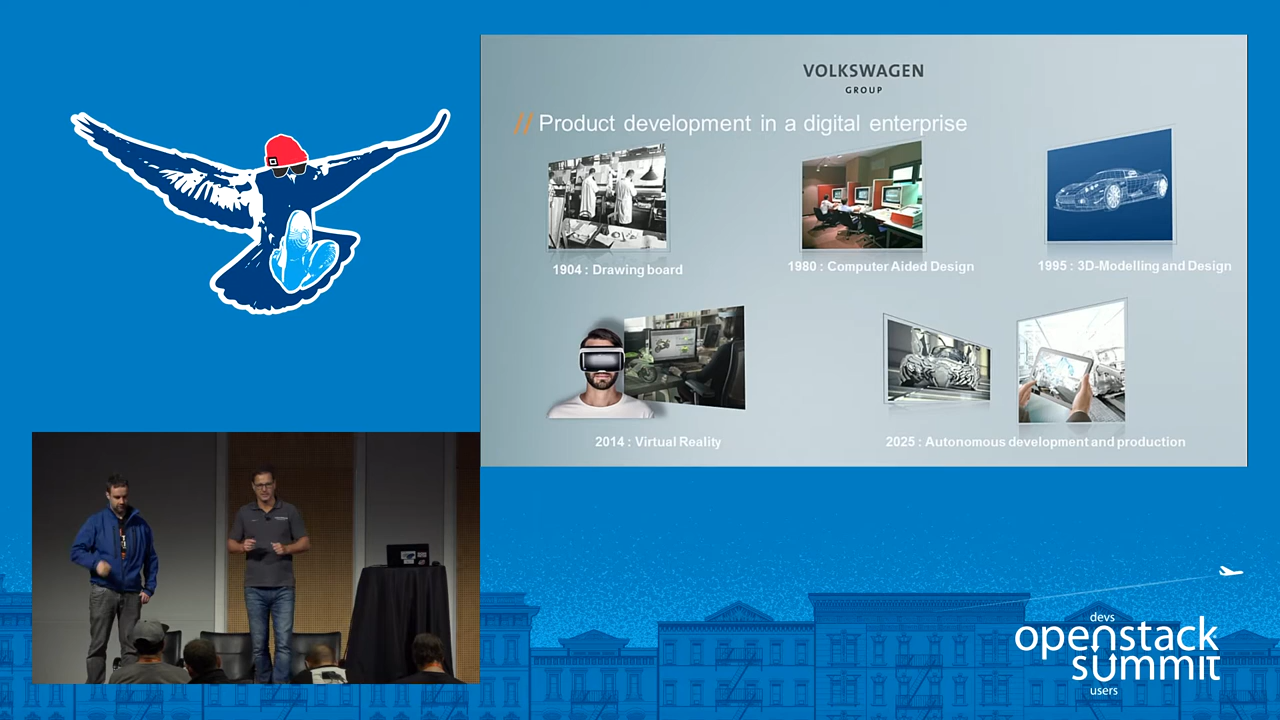 VOLKSWAGEN
GROUP
// Product development in a digital enterprise
1904 : Drawing board
1980 : Computer Aided Design
1995 : 3D-Modelling and Design
2014 : Virtual Reality
2025 : Autonomous development and production
devs
openstack
summit
users